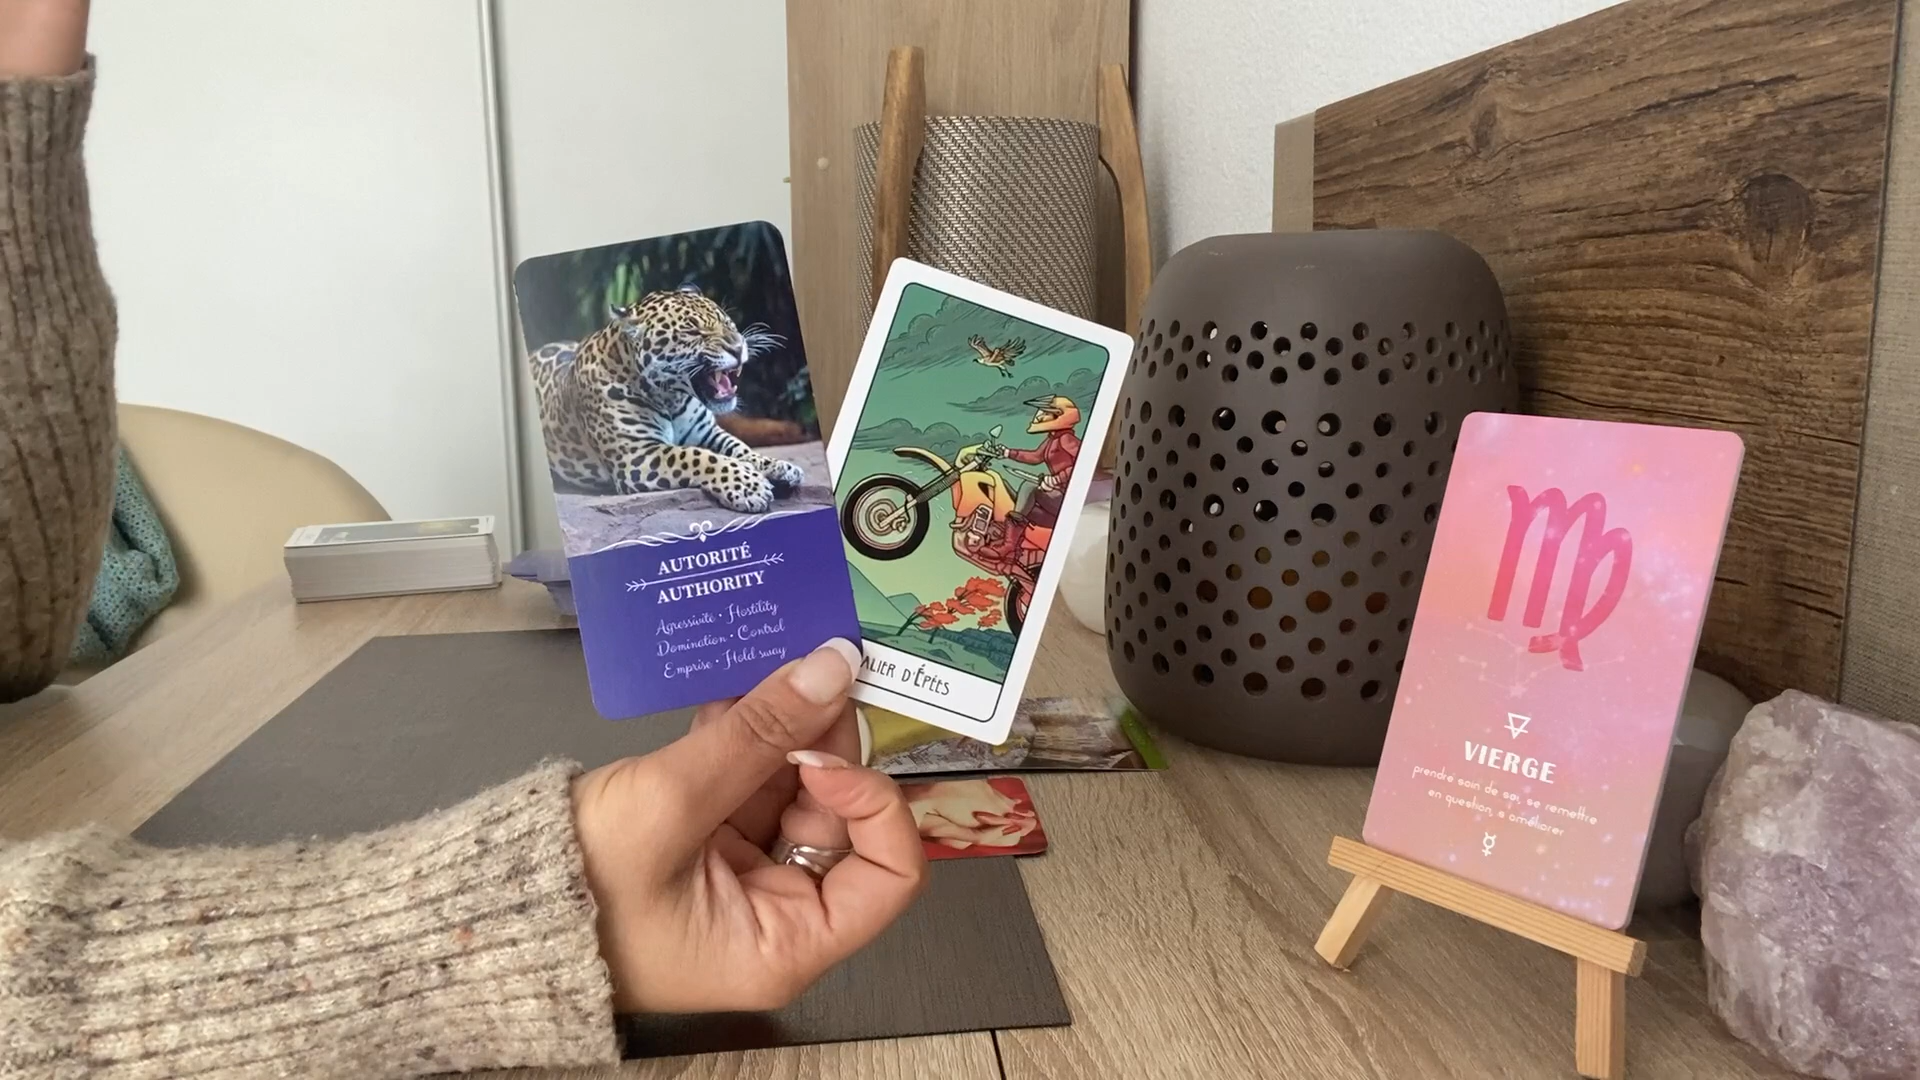 AUTORITÉ
AUTHORITY
Agressivité • Hostility
Domination • Control
Emprise • Hold sway
ALIER D'ÉPÉES
VIERGE
prendre soin de soi, se remettre
en question, s'améliorer